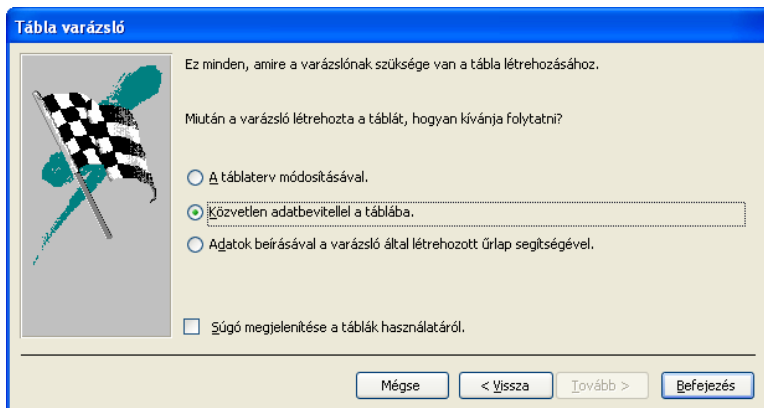 Tábla varázsló
Ez minden, amire a varázslónak szüksége van a tábla létrehozásához.
Miután a varázsló létrehozta a táblát, hogyan kívánja folytatni?
A táblaterv módosításával.
Közvetlen adatbevitellel a táblába.
Adatok beírásával a varázsló által létrehozott űrlap segítségével.
Súgó megjelenítése a táblák használatáról.
Mégse
< Vissza
Tovább >
Befejezés